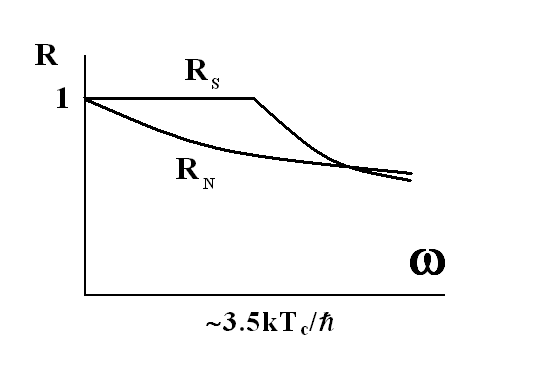 R
R_S
1
R_N
ω
~3.5kT_c/ℏ